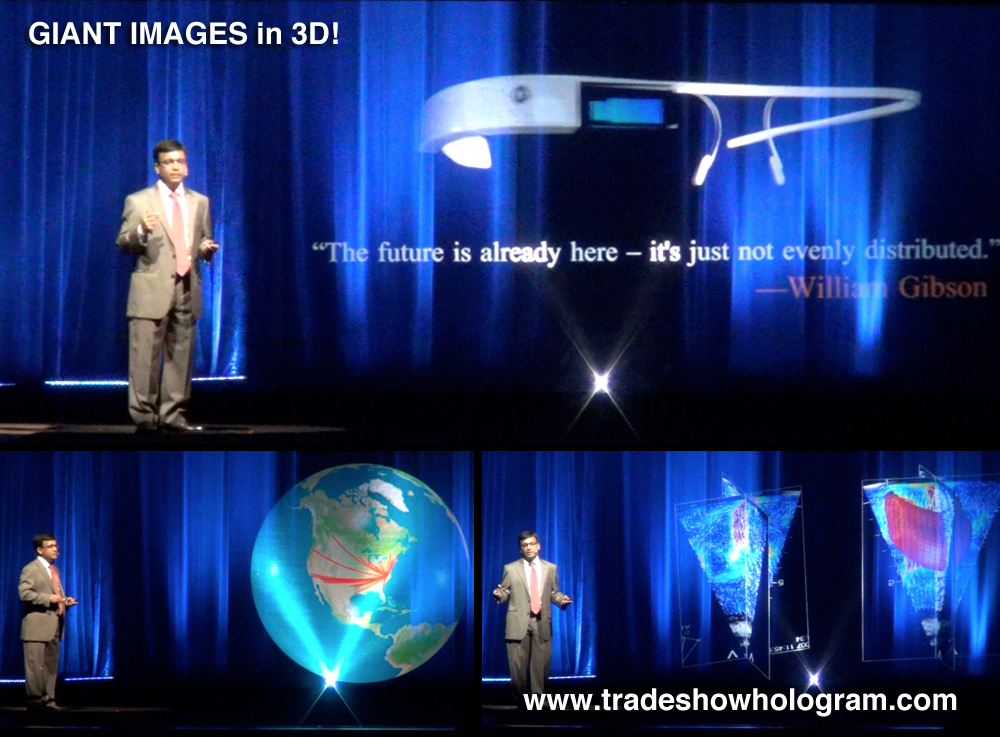 GIANT IMAGES in 3D!
“The future is already here – it's just not evenly distributed.”
—William Gibson
www.tradeshowhologram.com